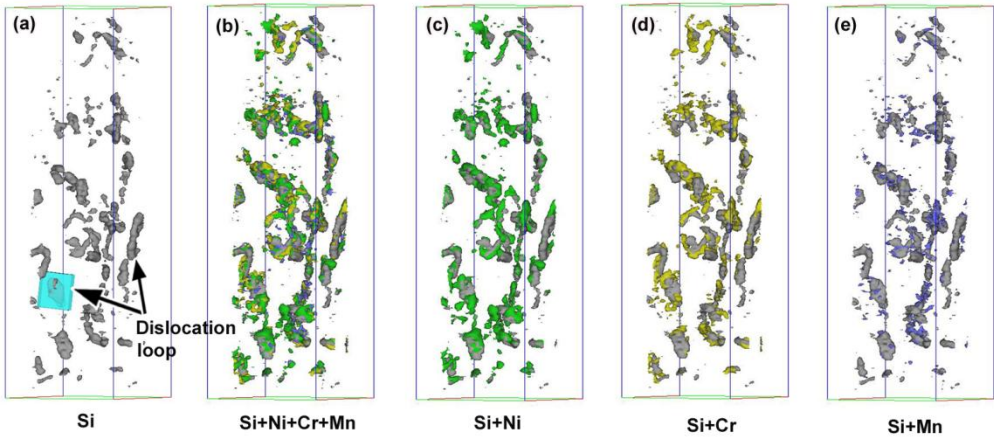 (a)
(b)
(c)
(d)
(e)
Dislocation
loop
Si
Si+Ni+Cr+Mn
Si+Ni
Si+Cr
Si+Mn